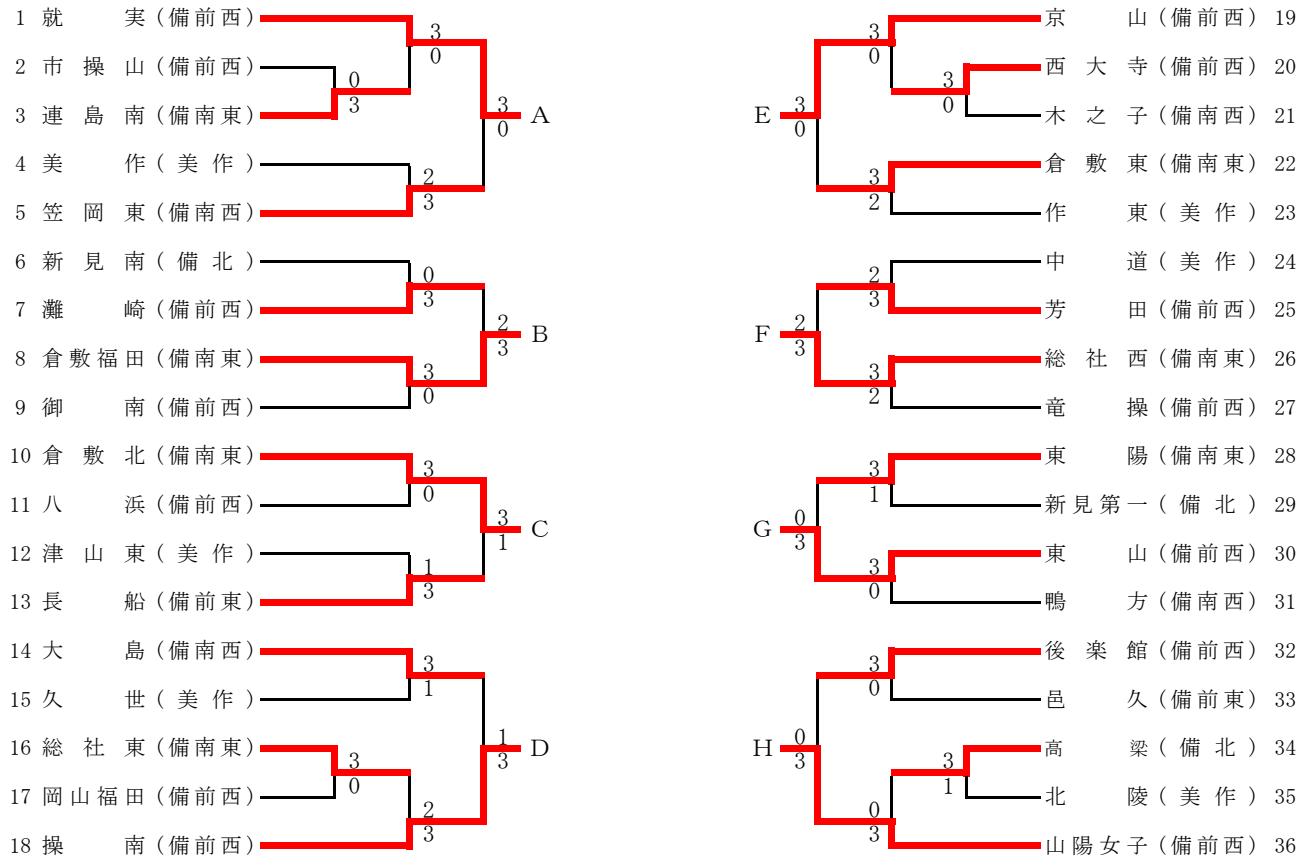 1 就実(備前西) 3 京山(備前西) 19
0 3 0
2 市操山(備前西) 0 3 西大寺(備前西) 20
3 連島南(備南東) 3 3 0 A E 3 0 0 木之子(備南西) 21
4 美作(美作) 2 3 倉敷東(備南東) 22
5 笠岡東(備南西) 3 2 作東(美作) 23
6 新見南(備北) 0 2 中道(美作) 24
7 灘崎(備前西) 3 3 芳田(備前西) 25
2 3 B F 2 3
8 倉敷福田(備南東) 3 3 総社西(備南東) 26
9 御南(備前西) 0 2 竜操(備前西) 27
10 倉敷北(備南東) 3 3 東陽(備南東) 28
11 八浜(備前西) 0 1 新見第一(備北) 29
3 1 C G 0 3
12 津山東(美作) 1 3 東山(備前西) 30
13 長船(備前東) 3 0 鴨方(備南西) 31
14 大島(備南西) 3 3 後楽館(備前西) 32
15 久世(美作) 1 0 邑久(備前東) 33
16 総社東(備南東) 3 1 3 D H 0 3 3 高梁(備北) 34
17 岡山福田(備前西) 0 1 北陵(美作) 35
2 0
18 操南(備前西) 3 3 山陽女子(備前西) 36